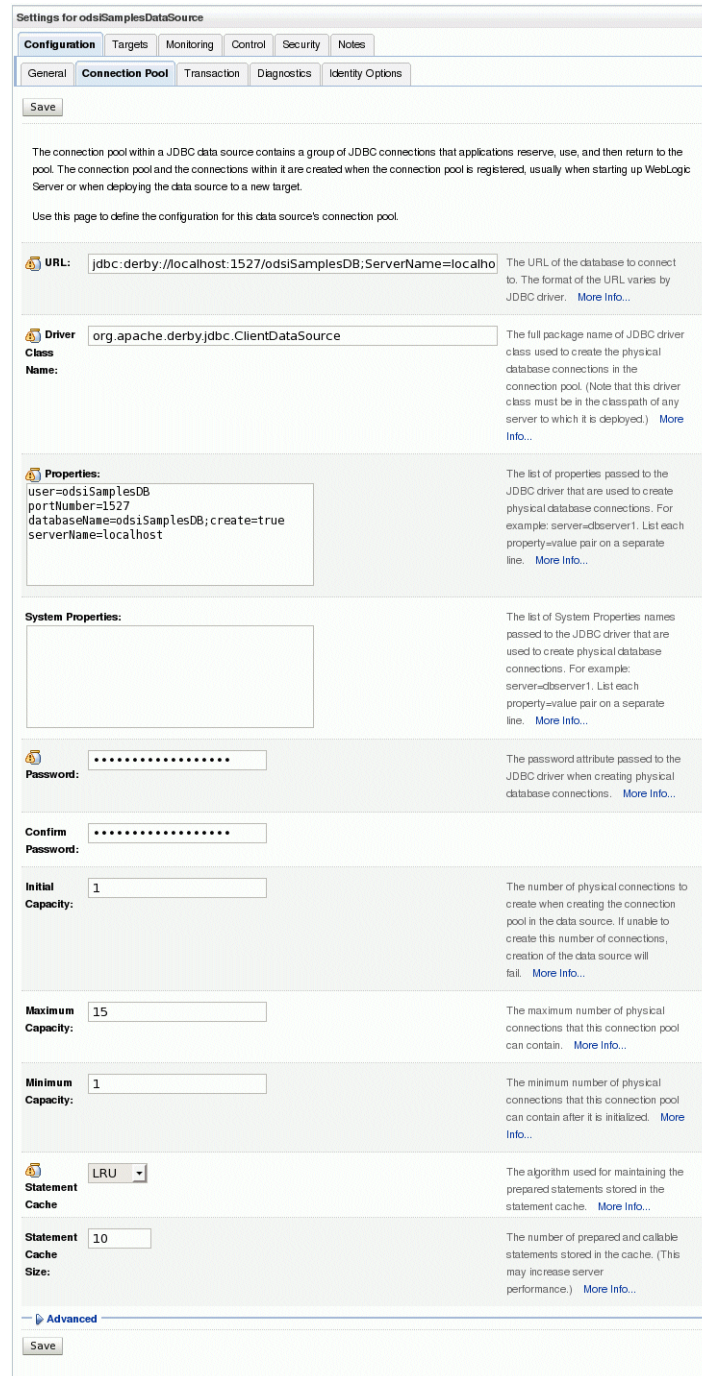 Settings for odsiSamplesDataSource
Configuration Targets Monitoring Control Security Notes
General Connection Pool Transaction Diagnostics Identity Options
Save
The connection pool within a JDBC data source contains a group of JDBC connections that applications reserve, use, and then return to the
pool. The connection pool and the connections within it are created when the connection pool is registered, usually when starting up WebLogic
Server or when deploying the data source to a new target.
Use this page to define the configuration for this data source's connection pool.
URL:
jdbc:derby://localhost:1527/odsiSamplesDB;ServerName=localho
The URL of the database to connect
to. The format of the URL varies by
JDBC driver. More Info...
Driver
Class
Name:
org.apache.derby.jdbc.ClientDataSource
The full package name of JDBC driver
class used to create the physical
database connections in the
connection pool. (Note that this driver
class must be in the classpath of any
server to which it is deployed.) More
Info...
Properties:
user=odsiSamplesDB
portNumber=1527
databaseName=odsiSamplesDB;create=true
serverName=localhost
The list of properties passed to the
JDBC driver that are used to create
physical database connections. For
example: server=dbserver1. List each
property=value pair on a separate
line. More Info...
System Properties:
The list of System Properties names
passed to the JDBC driver that are
used to create physical database
connections. For example:
server=dbserver1. List each
property=value pair on a separate
line. More Info...
Password:
••••••••••••••••••
The password attribute passed to the
JDBC driver when creating physical
database connections. More Info...
Confirm
Password:
••••••••••••••••••
Initial
Capacity:
1
The number of physical connections to
create when creating the connection
pool in the data source. If unable to
create this number of connections,
creation of the data source will
fail. More Info...
Maximum
Capacity:
15
The maximum number of physical
connections that this connection pool
can contain. More Info...
Minimum
Capacity:
1
The minimum number of physical
connections that this connection pool
can contain after it is initialized. More
Info...
Statement
Cache
LRU
The algorithm used for maintaining the
prepared statements stored in the
statement cache. More Info...
Statement
Cache
Size:
10
The number of prepared and callable
statements stored in the cache. (This
may increase server
performance.) More Info...
Advanced
Save